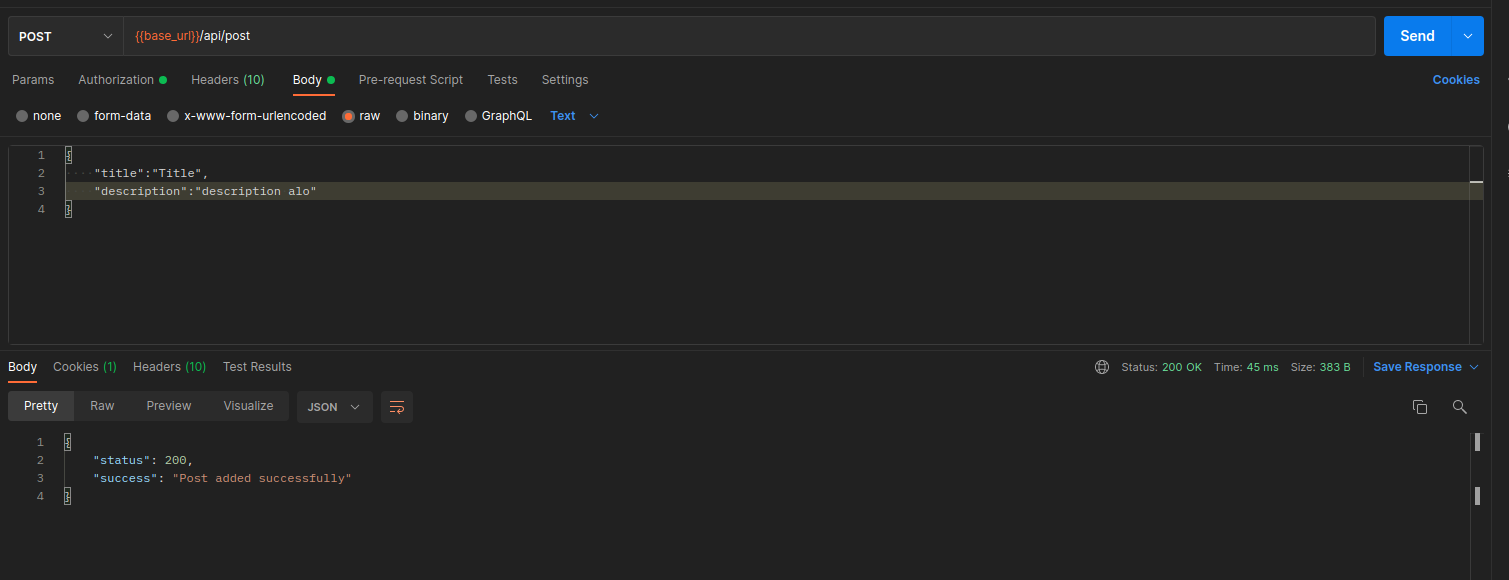 POST {{base_url}}/api/post Send
Params Authorization Headers (10) Body Pre-request Script Tests Settings Cookies
none form-data x-www-form-urlencoded raw binary GraphQL Text
1 {
2 "title":"Title",
3 "description":"description alo"
4 }
Body Cookies (1) Headers (10) Test Results Status: 200 OK Time: 45 ms Size: 383 B Save Response
Pretty Raw Preview Visualize JSON
1 {
2 "status": 200,
3 "success": "Post added successfully"
4 }